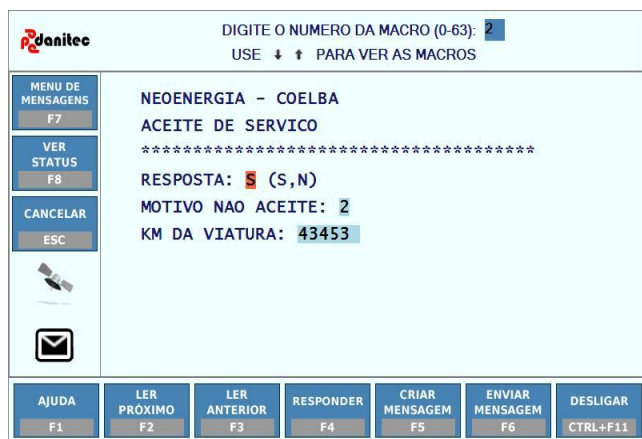 danitec
DIGITE O NUMERO DA MACRO (0-63): 2
USE ↓ ↑ PARA VER AS MACROS
MENU DE
MENSAGENS
F7
VER
STATUS
F8
CANCELAR
ESC
NEOENERGIA - COELBA
ACEITE DE SERVICO
**************************************
RESPOSTA: S (S,N)
MOTIVO NAO ACEITE: 2
KM DA VIATURA: 43453
AJUDA
F1
LER
PRÓXIMO
F2
LER
ANTERIOR
F3
RESPONDER
F4
CRIAR
MENSAGEM
F5
ENVIAR
MENSAGEM
F6
DESLIGAR
CTRL+F11